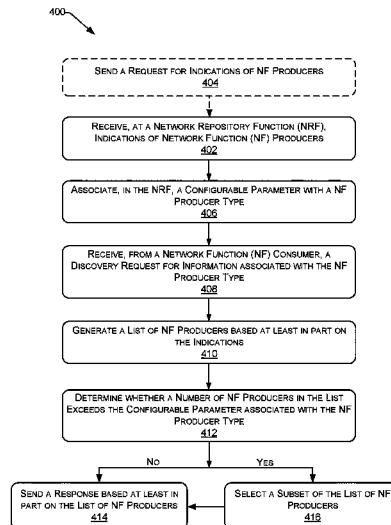 400
SEND A REQUEST FOR INDICATIONS OF NF PRODUCERS
404
RECEIVE, AT A NETWORK REPOSITORY FUNCTION (NRF),
INDICATIONS OF NETWORK FUNCTION (NF) PRODUCERS
402
ASSOCIATE, IN THE NRF, A CONFIGURABLE PARAMETER WITH A NF
PRODUCER TYPE
406
RECEIVE, FROM A NETWORK FUNCTION (NF) CONSUMER, A
DISCOVERY REQUEST FOR INFORMATION ASSOCIATED WITH THE NF
PRODUCER TYPE
408
GENERATE A LIST OF NF PRODUCERS BASED AT LEAST IN PART ON
THE INDICATIONS
410
DETERMINE WHETHER A NUMBER OF NF PRODUCERS IN THE LIST
EXCEEDS THE CONFIGURABLE PARAMETER ASSOCIATED WITH THE NF
PRODUCER TYPE
412
NO YES
SEND A RESPONSE BASED AT LEAST IN
PART ON THE LIST OF NF PRODUCERS
414
SELECT A SUBSET OF THE LIST OF NF
PRODUCERS
416